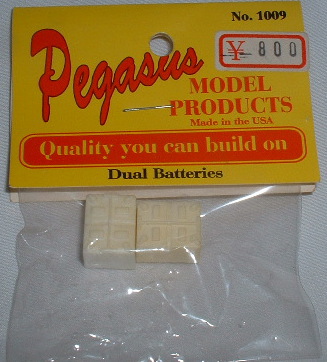 No. 1009
¥ 800
Pegasus
MODEL
PRODUCTS
Made in the USA
Quality you can build on
Dual Batteries